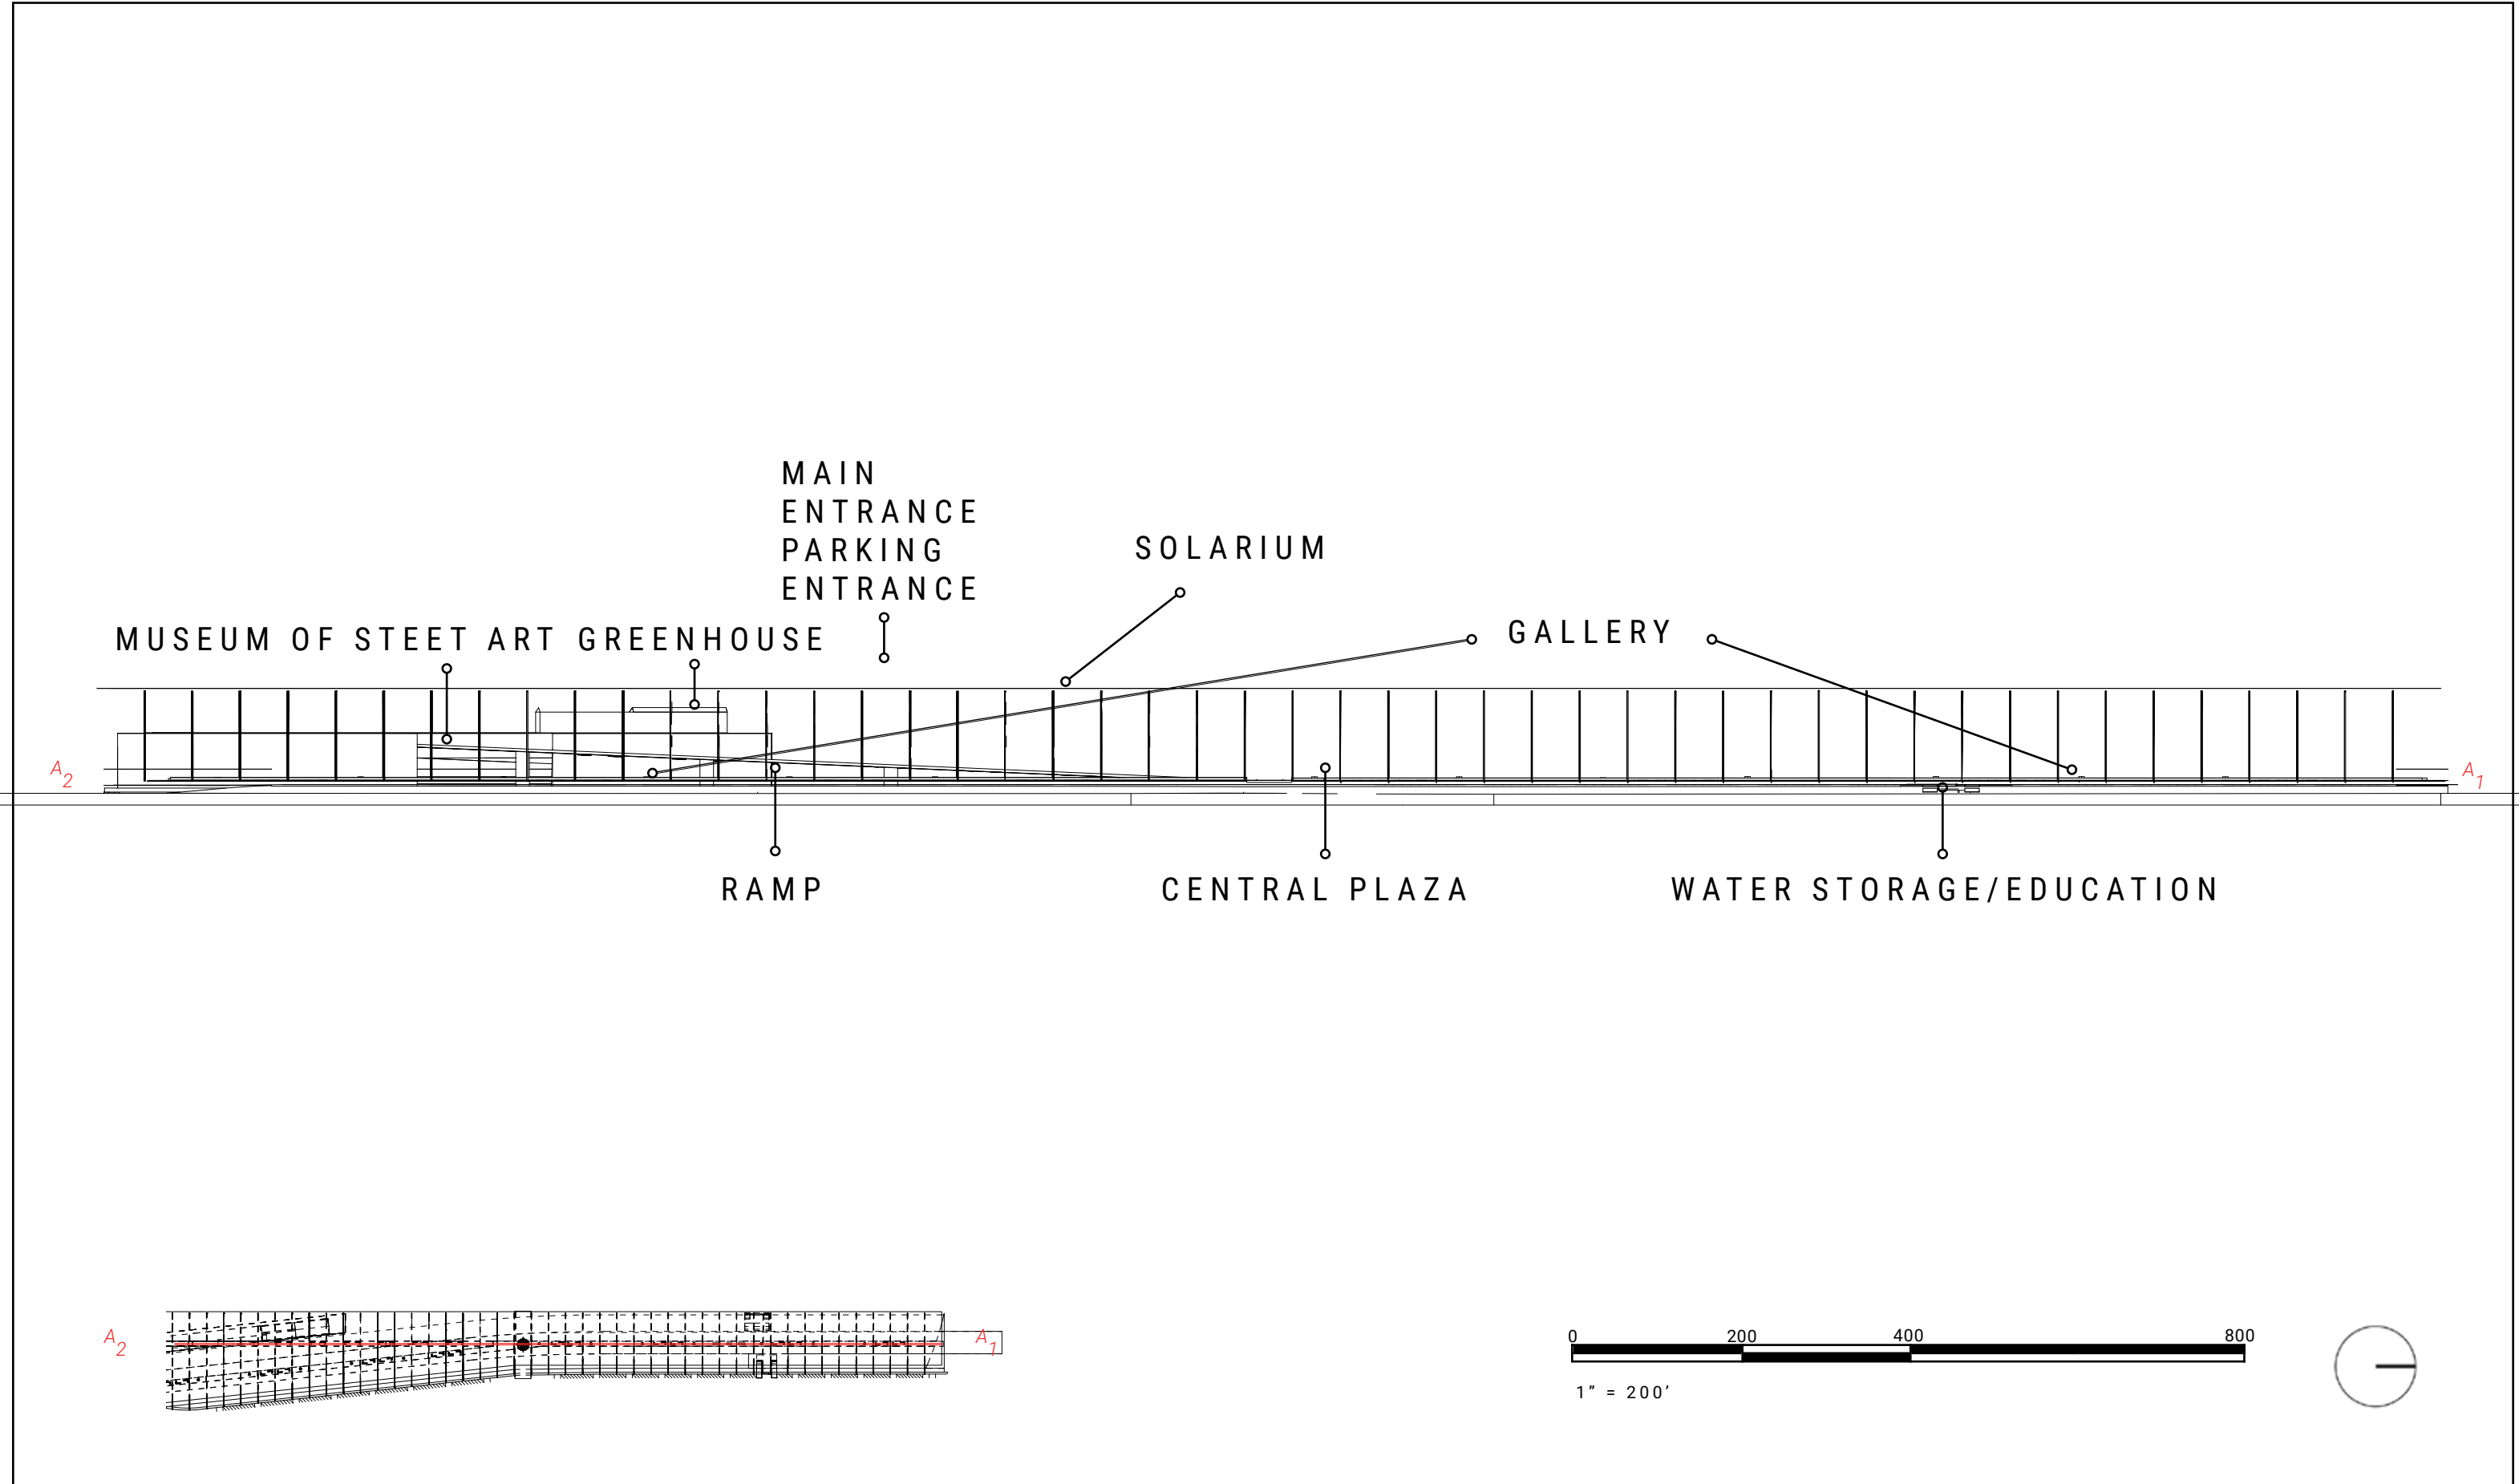 MAIN
ENTRANCE
PARKING
ENTRANCE
SOLARIUM
GALLERY
MUSEUM OF STEET ART GREENHOUSE
A2
A1
RAMP
CENTRAL PLAZA
WATER STORAGE/EDUCATION
A2
A1
0 200 400 800
1” = 200’